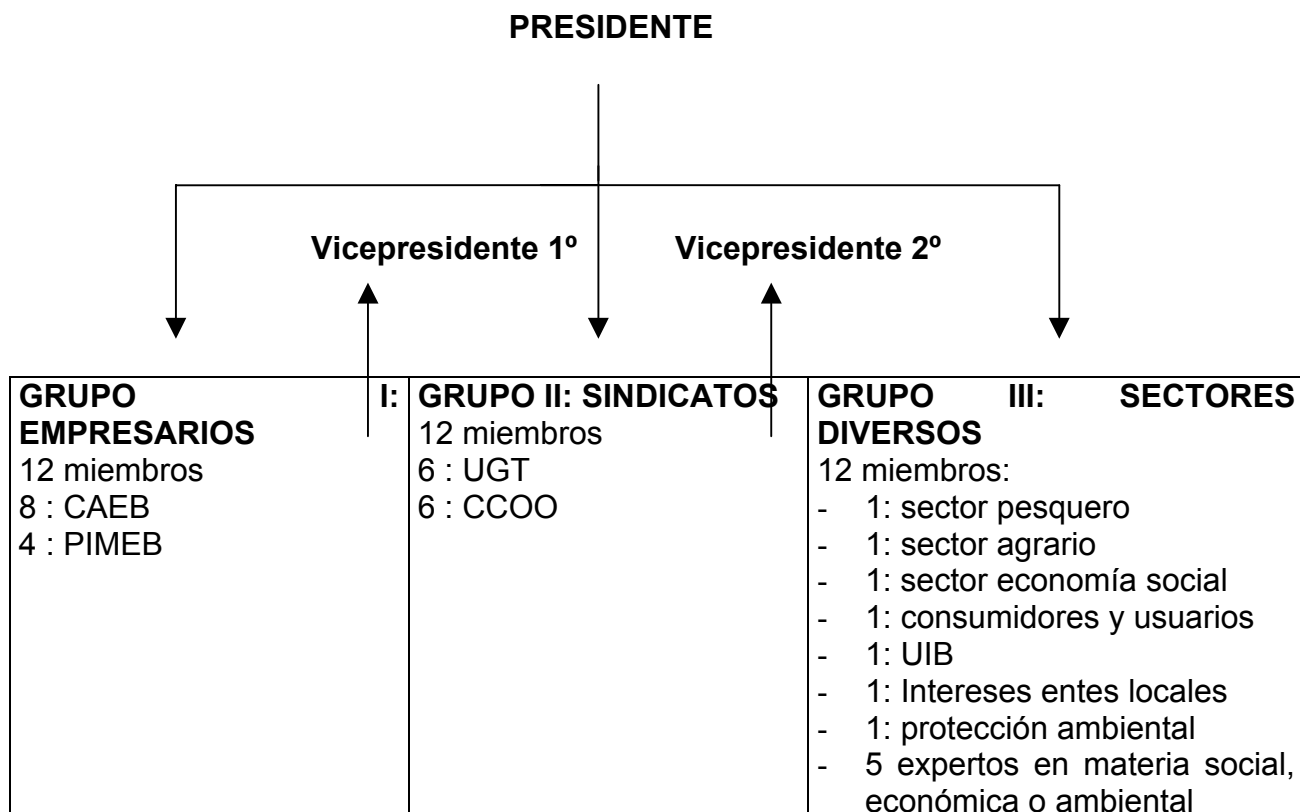 PRESIDENTE
Vicepresidente 1º Vicepresidente 2º
GRUPO I:
EMPRESARIOS
12 miembros
8 : CAEB
4 : PIMEB
GRUPO II: SINDICATOS
12 miembros
6 : UGT
6 : CCOO
GRUPO III: SECTORES
DIVERSOS
12 miembros:
- 1: sector pesquero
- 1: sector agrario
- 1: sector economía social
- 1: consumidores y usuarios
- 1: UIB
- 1: Intereses entes locales
- 1: protección ambiental
- 5 expertos en materia social,
económica o ambiental